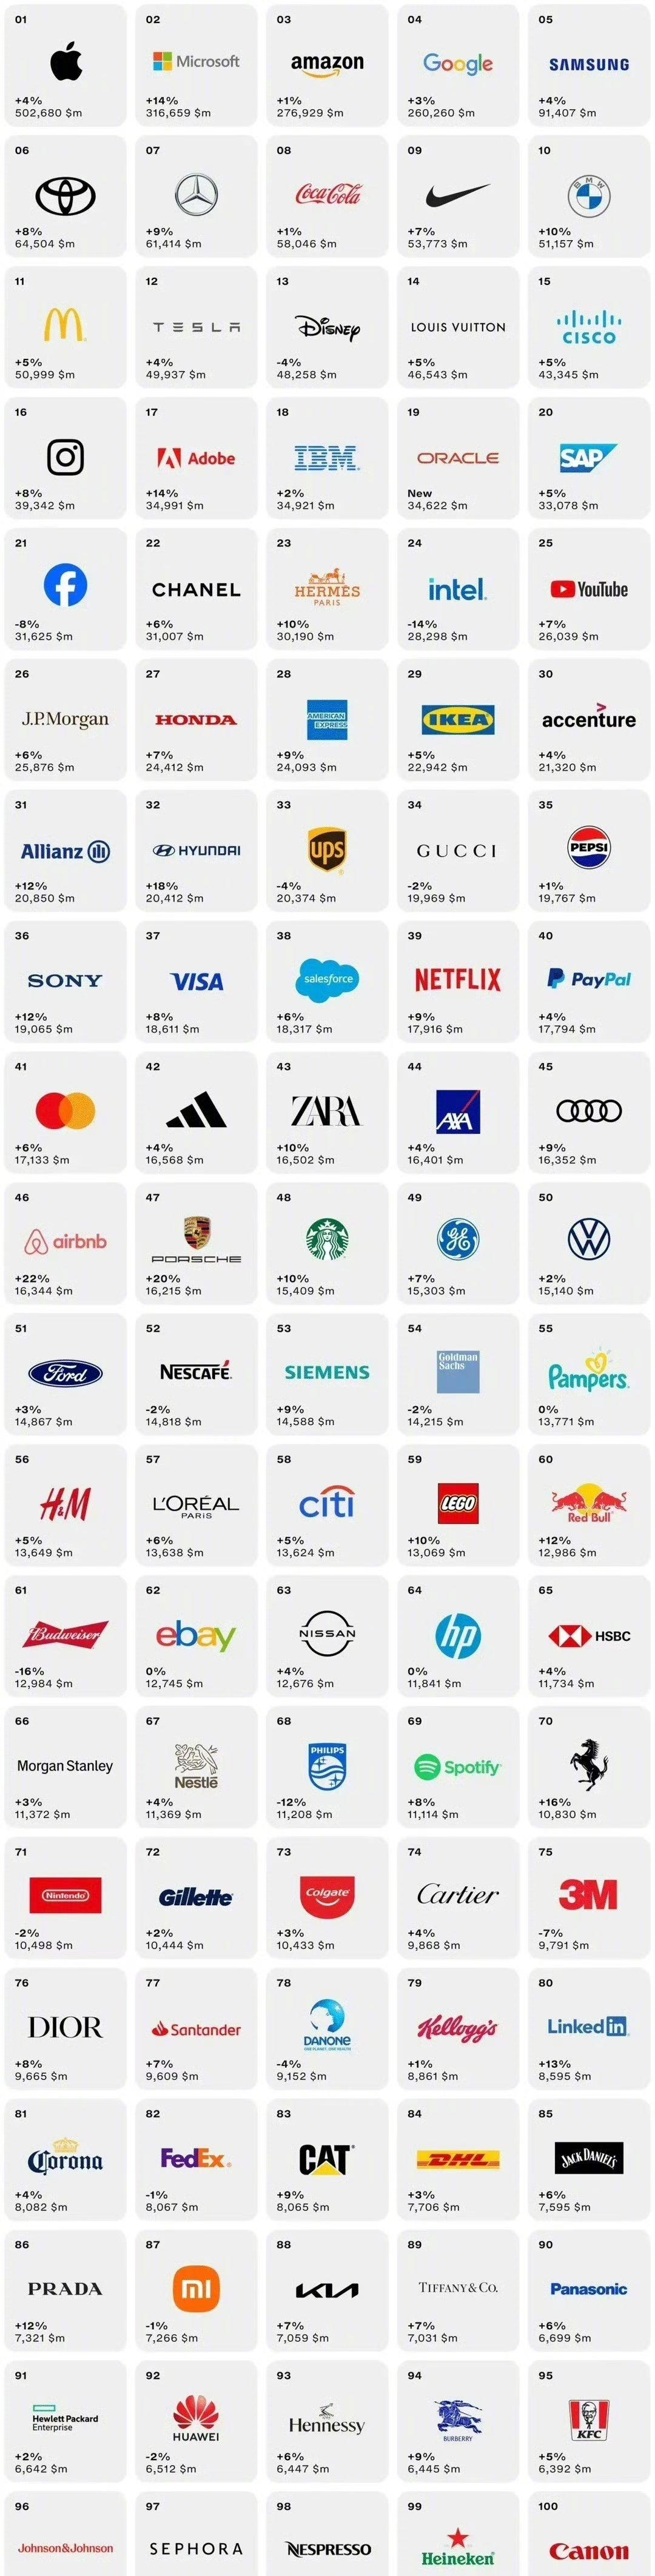 01 02 03 04 05
Microsoft amazon Google SAMSUNG
+4% +14% +1% +3% +4%
502,680 $m 316,659 $m 276,929 $m 260,260 $m 91,407 $m
06 07 08 09 10
Coca-Cola BMW
+8% +9% +1% +7% +10%
64,504 $m 61,414 $m 58,046 $m 53,773 $m 51,157 $m
11 12 13 14 15
M TESLA Disney LOUIS VUITTON CISCO
+5% +4% -4% +5% +5%
50,999 $m 49,937 $m 48,258 $m 46,543 $m 43,345 $m
16 17 18 19 20
Adobe IBM ORACLE SAP
+8% +14% +2% New +5%
39,342 $m 34,991 $m 34,921 $m 34,622 $m 33,078 $m
21 22 23 24 25
f CHANEL HERMÈS intel. YouTube
PARIS
-8% +6% +10% -14% +7%
31,625 $m 31,007 $m 30,190 $m 28,298 $m 26,039 $m
26 27 28 29 30
J.P.Morgan HONDA AMERICAN EXPRESS IKEA accenture
+6% +7% +9% +5% +4%
25,876 $m 24,412 $m 24,093 $m 22,942 $m 21,320 $m
31 32 33 34 35
Allianz HYUNDAI ups GUCCI PEPSI
+12% +18% -4% -2% +1%
20,850 $m 20,412 $m 20,374 $m 19,969 $m 19,767 $m
36 37 38 39 40
SONY VISA salesforce NETFLIX PayPal
+12% +8% +6% +9% +4%
19,065 $m 18,611 $m 18,317 $m 17,916 $m 17,794 $m
41 42 43 44 45
ZARA AXA
+6% +4% +10% +4% +9%
17,133 $m 16,568 $m 16,502 $m 16,401 $m 16,352 $m
46 47 48 49 50
airbnb PORSCHE GE VW
+22% +20% +10% +7% +2%
16,344 $m 16,215 $m 15,409 $m 15,303 $m 15,140 $m
51 52 53 54 55
Ford NESCAFÉ. SIEMENS Goldman Sachs Pampers.
+3% -2% +9% -2% 0%
14,867 $m 14,818 $m 14,588 $m 14,215 $m 13,771 $m
56 57 58 59 60
H&M L'ORÉAL citi LEGO Red Bull
PARIS
+5% +6% +5% +10% +12%
13,649 $m 13,638 $m 13,624 $m 13,069 $m 12,986 $m
61 62 63 64 65
Budweiser ebay NISSAN hp HSBC
-16% 0% +4% 0% +4%
12,984 $m 12,745 $m 12,676 $m 11,841 $m 11,734 $m
66 67 68 69 70
Morgan Stanley Nestlé PHILIPS Spotify
+3% +4% -12% +8% +16%
11,372 $m 11,369 $m 11,208 $m 11,114 $m 10,830 $m
71 72 73 74 75
Nintendo Gillette Colgate Cartier 3M
-2% +2% +3% +4% -7%
10,498 $m 10,444 $m 10,433 $m 9,868 $m 9,791 $m
76 77 78 79 80
DIOR Santander DANONE Kellogg's Linked in
ONE PLANET. ONE HEALTH
+8% +7% -4% +1% +13%
9,665 $m 9,609 $m 9,152 $m 8,861 $m 8,595 $m
81 82 83 84 85
Corona FedEx. CAT DHL JACK DANIEL'S
+4% -1% +9% +3% +6%
8,082 $m 8,067 $m 8,065 $m 7,706 $m 7,595 $m
86 87 88 89 90
PRADA mi KIA TIFFANY & CO. Panasonic
+12% -1% +7% +7% +6%
7,321 $m 7,266 $m 7,059 $m 7,031 $m 6,699 $m
91 92 93 94 95
Hewlett Packard Enterprise HUAWEI Hennessy BURBERRY KFC
+2% -2% +6% +9% +5%
6,642 $m 6,512 $m 6,447 $m 6,445 $m 6,392 $m
96 97 98 99 100
Johnson&Johnson SEPHORA NESPRESSO Heineken Canon